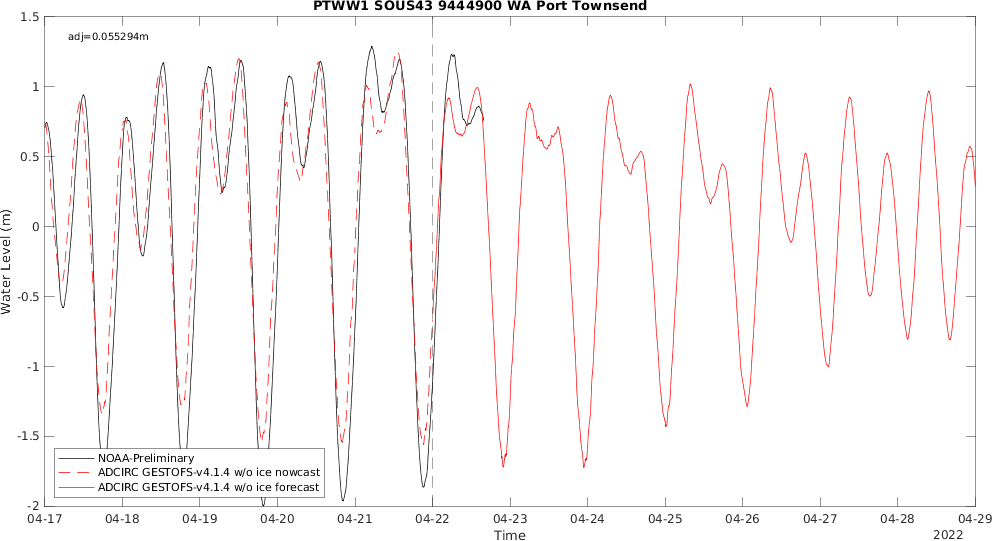 PTWW1 SOUS43 9444900 WA Port Townsend
adj=0.055294m
1.5
1
0.5
0
-0.5
-1
-1.5
-2
Water Level (m)
NOAA-Preliminary
ADCIRC GESTOFS-v4.1.4 w/o ice nowcast
ADCIRC GESTOFS-v4.1.4 w/o ice forecast
04-17 04-18 04-19 04-20 04-21 04-22 04-23 04-24 04-25 04-26 04-27 04-28 04-29
Time
2022